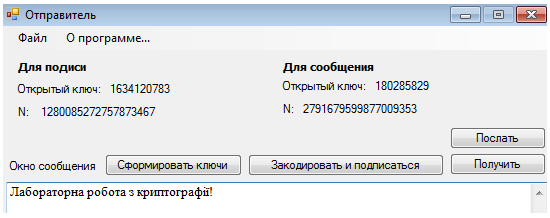 Отправитель
Файл О программе...
Для подиси Для сообщения
Открытый ключ: 1634120783 Открытый ключ: 180285829
N: 1280085272757873467 N: 2791679599877009353
Послать
Окно сообщения Сформировать ключи Закодировать и подписаться Получить
Лабораторна робота з криптографії!